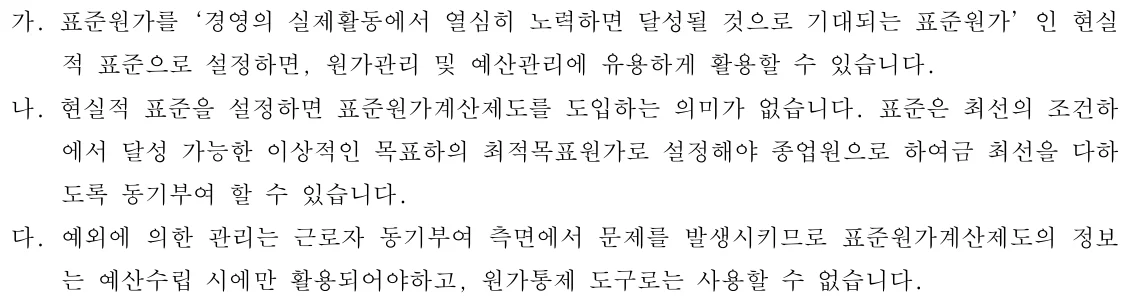 가. 표준원가를 ‘경영의 실제활동에서 열심히 노력하면 달성될 것으로 기대되는 표준원가’ 인 현실
적 표준으로 설정하면, 원가관리 및 예산관리에 유용하게 활용할 수 있습니다.
나. 현실적 표준을 설정하면 표준원가계산제도를 도입하는 의미가 없습니다. 표준은 최선의 조건하
에서 달성 가능한 이상적인 목표하의 최적목표원가로 설정해야 종업원으로 하여금 최선을 다하
도록 동기부여 할 수 있습니다.
다. 예외에 의한 관리는 근로자 동기부여 측면에서 문제를 발생시키므로 표준원가계산제도의 정보
는 예산수립 시에만 활용되어야하고, 원가통제 도구로는 사용할 수 없습니다.